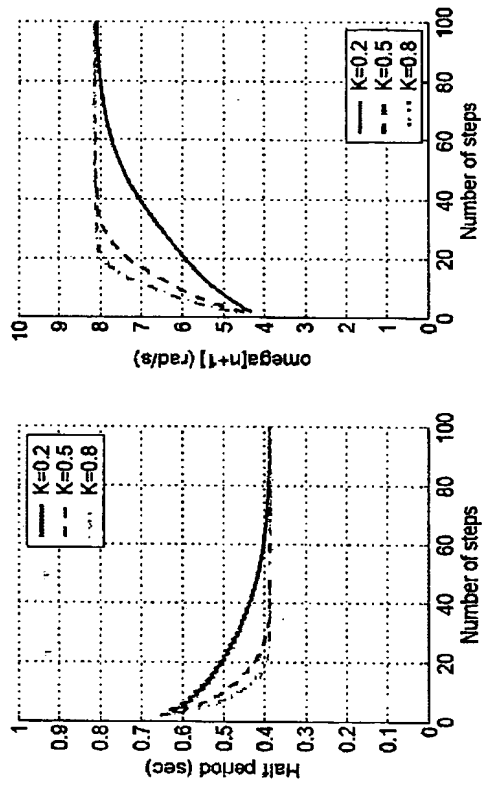 1
0.9
0.8
0.7
0.6
0.5
0.4
0.3
0.2
0.1
0
Half period (sec)
K=0.2
K=0.5
K=0.8
0 20 40 60 80 100
Number of steps
10
9
8
7
6
5
4
3
2
1
0
omega[n+1] (rad/s)
K=0.2
K=0.5
K=0.8
0 20 40 60 80 100
Number of steps